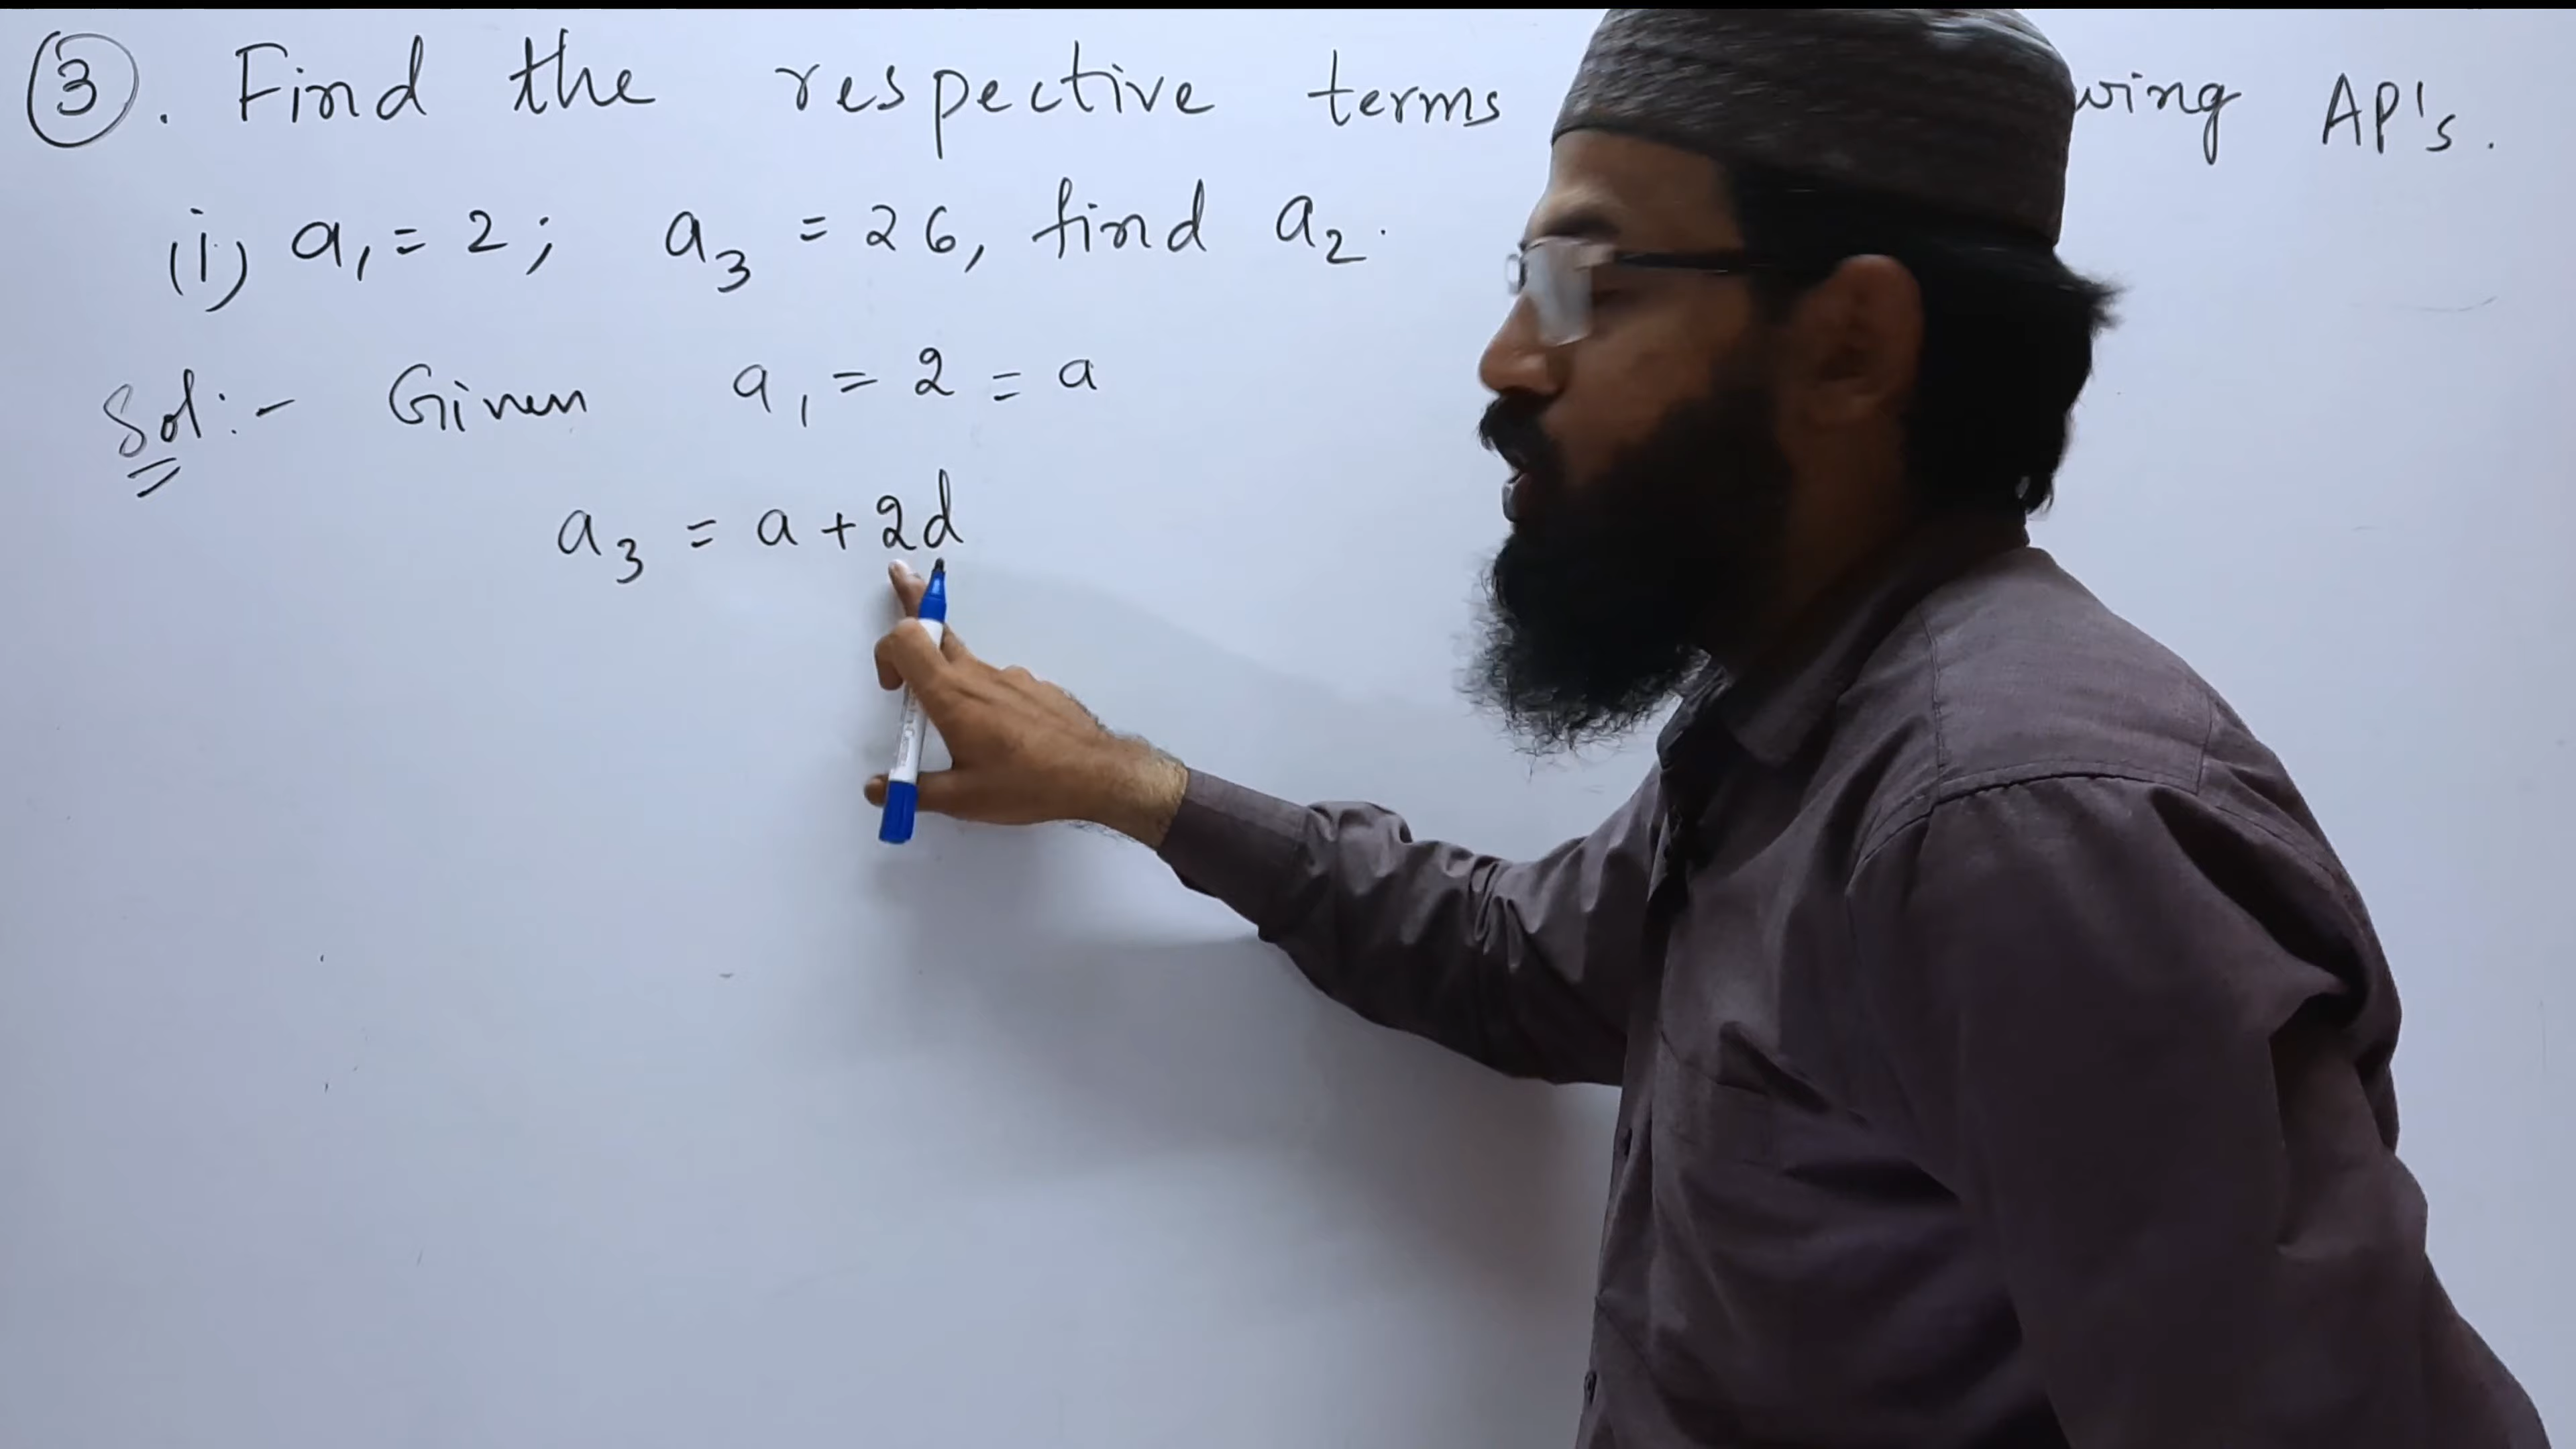 3. Find the respective terms wing AP's.
(i) a₁ = 2; a₃ = 26, find a₂.
Sol:- Given a₁ = 2 = a
a₃ = a + 2d